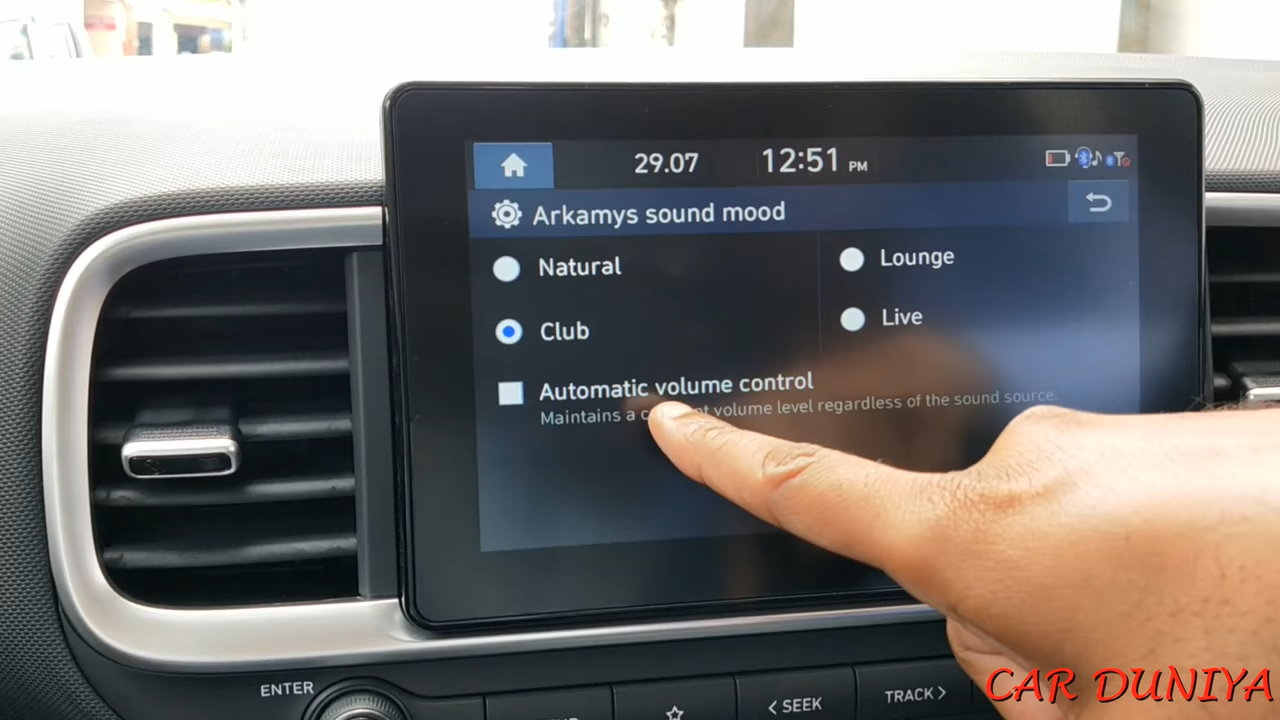 29.07 12:51 PM
Arkamys sound mood
Natural
Lounge
Club
Live
Automatic volume control
Maintains a volume level regardless of the sound source.
ENTER
< SEEK
TRACK >
CAR DUNIYA